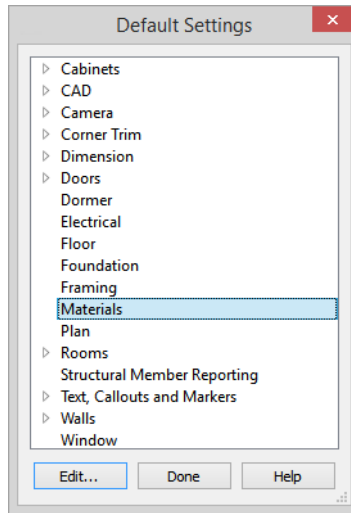 Default Settings
Cabinets
CAD
Camera
Corner Trim
Dimension
Doors
Dormer
Electrical
Floor
Foundation
Framing
Materials
Plan
Rooms
Structural Member Reporting
Text, Callouts and Markers
Walls
Window
Edit... Done Help